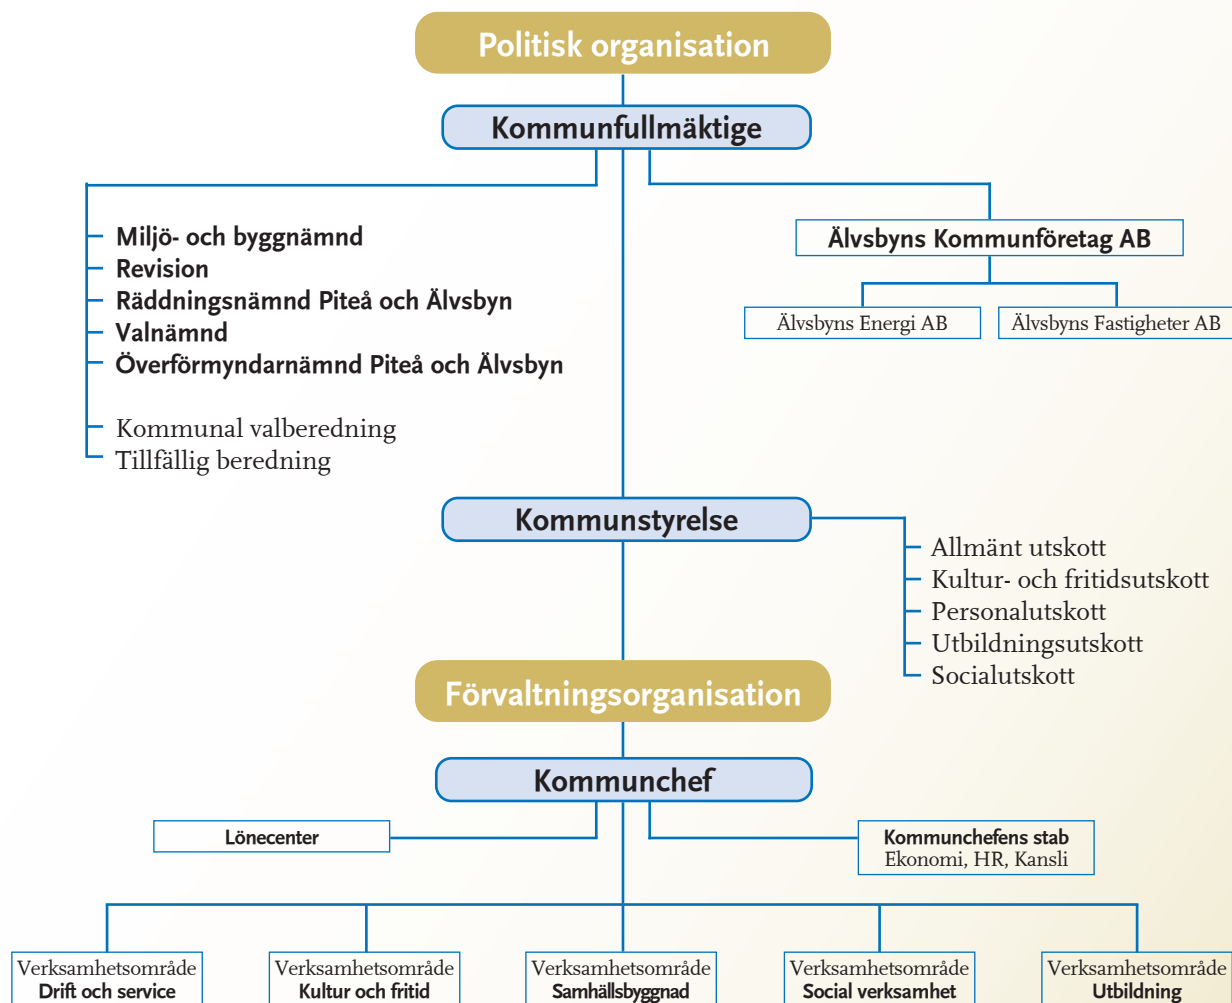 Politisk organisation
Kommunfullmäktige
Miljö- och byggnämnd
Revision
Räddningsnämnd Piteå och Älvsbyn
Valnämnd
Överförmyndarnämnd Piteå och Älvsbyn
Kommunal valberedning
Tillfällig beredning
Älvsbyns Kommunföretag AB
Älvsbyns Energi AB
Älvsbyns Fastigheter AB
Kommunstyrelse
Allmänt utskott
Kultur- och fritidsutskott
Personalutskott
Utbildningsutskott
Socialutskott
Förvaltningsorganisation
Kommunchef
Lönecenter
Kommunchefens stab
Ekonomi, HR, Kansli
Verksamhetsområde
Drift och service
Verksamhetsområde
Kultur och fritid
Verksamhetsområde
Samhällsbyggnad
Verksamhetsområde
Social verksamhet
Verksamhetsområde
Utbildning